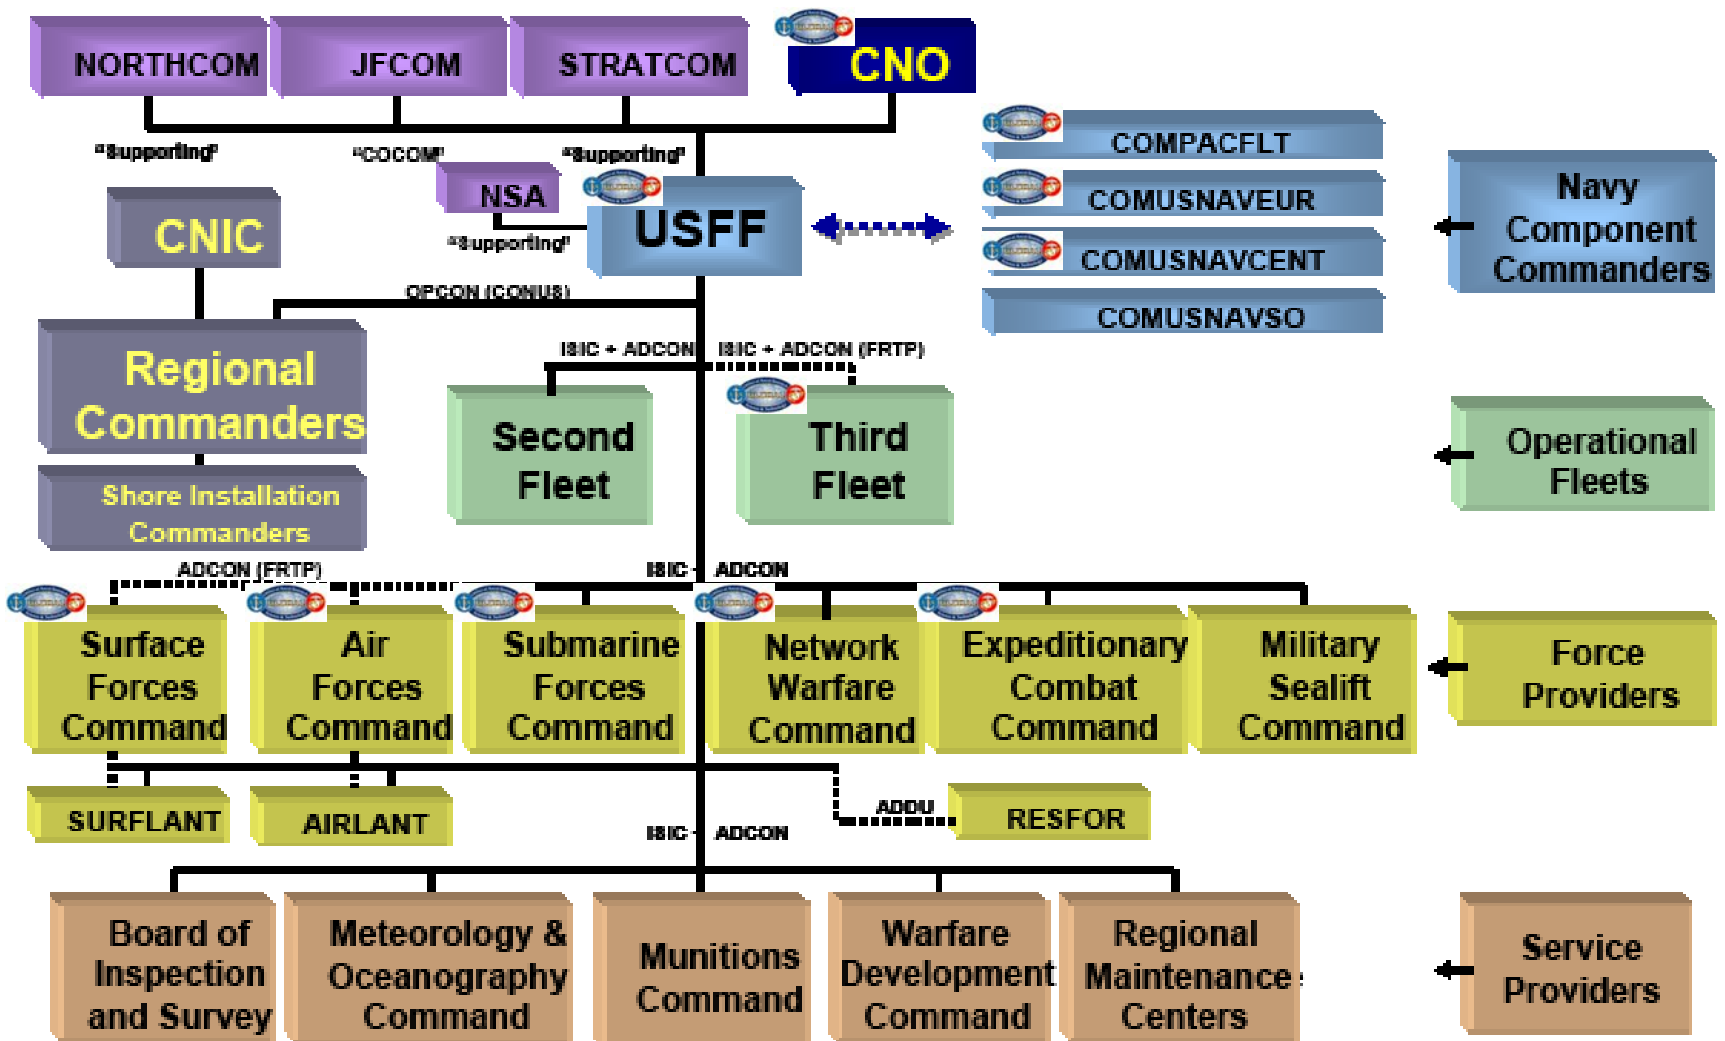 NORTHCOM
JFCOM
STRATCOM
CNO
"Supporting"
"COCOM"
"Supporting"
NSA
"Supporting"
USFF
COMPACFLT
COMUSNAVEUR
COMUSNAVCENT
COMUSNAVSO
Navy
Component
Commanders
CNIC
OPCON (CONUS)
Regional
Commanders
Shore Installation
Commanders
ISIC + ADCON
ISIC + ADCON (FRTP)
Second
Fleet
Third
Fleet
Operational
Fleets
ADCON (FRTP)
ISIC + ADCON
Surface
Forces
Command
Air
Forces
Command
Submarine
Forces
Command
Network
Warfare
Command
Expeditionary
Combat
Command
Military
Sealift
Command
Force
Providers
SURFLANT
AIRLANT
ADDU
RESFOR
ISIC + ADCON
Board of
Inspection
and Survey
Meteorology &
Oceanography
Command
Munitions
Command
Warfare
Development
Command
Regional
Maintenance
Centers
Service
Providers